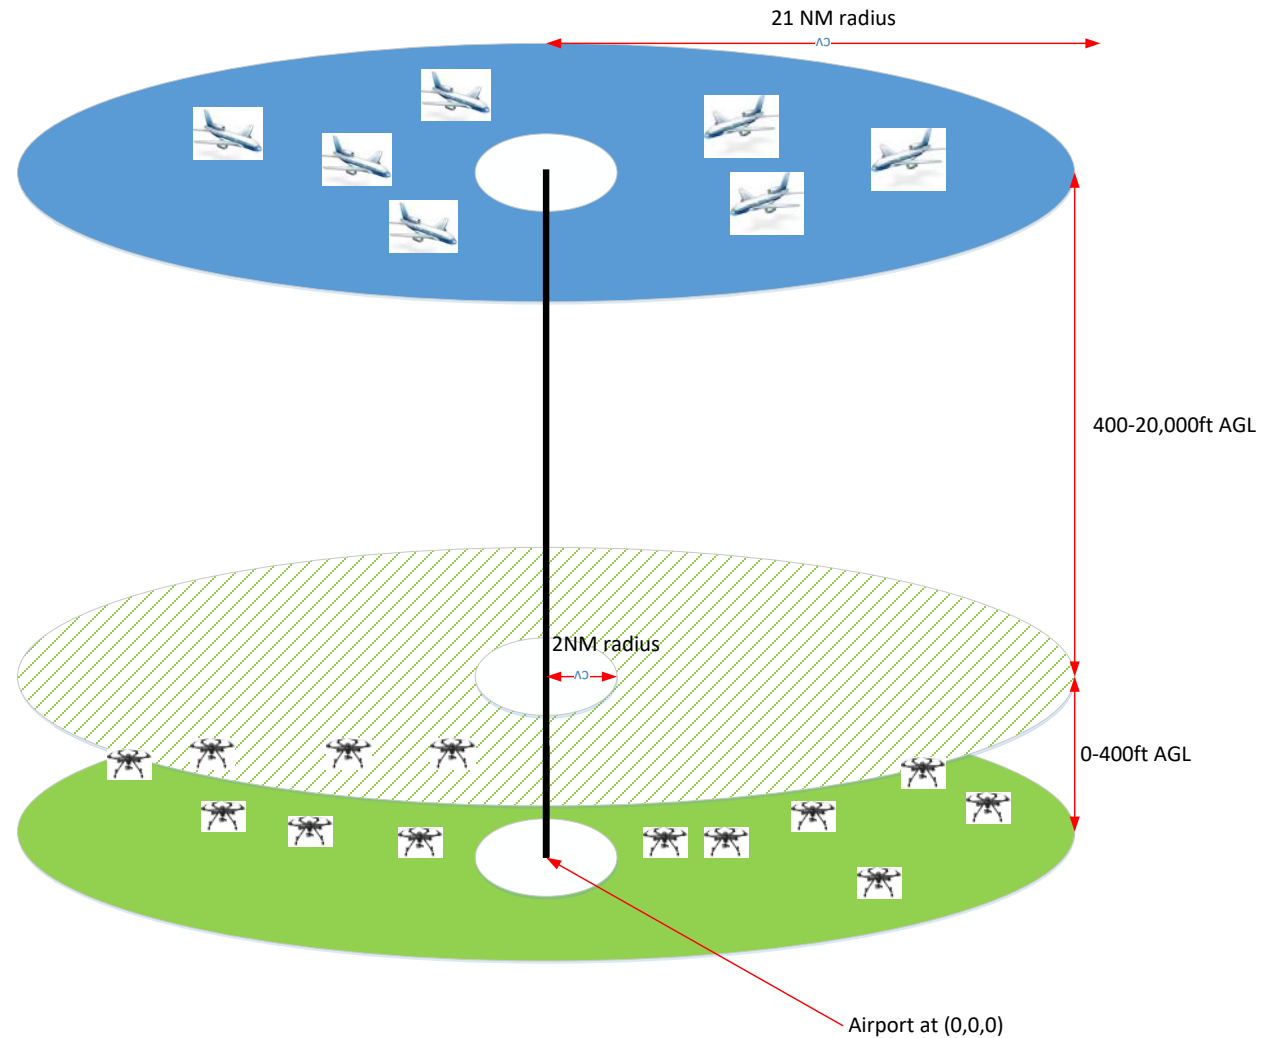 21 NM radius
400-20,000ft AGL
2NM radius
0-400ft AGL
Airport at (0,0,0)